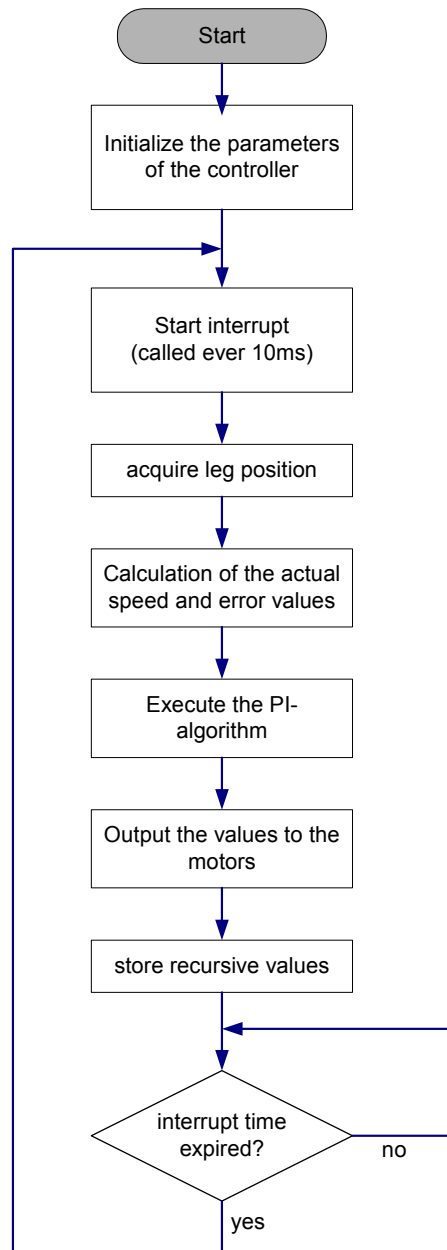 Start
Initialize the parameters
of the controller
Start interrupt
(called ever 10ms)
acquire leg position
Calculation of the actual
speed and error values
Execute the PI-
algorithm
Output the values to the
motors
store recursive values
interrupt time
expired?
no
yes